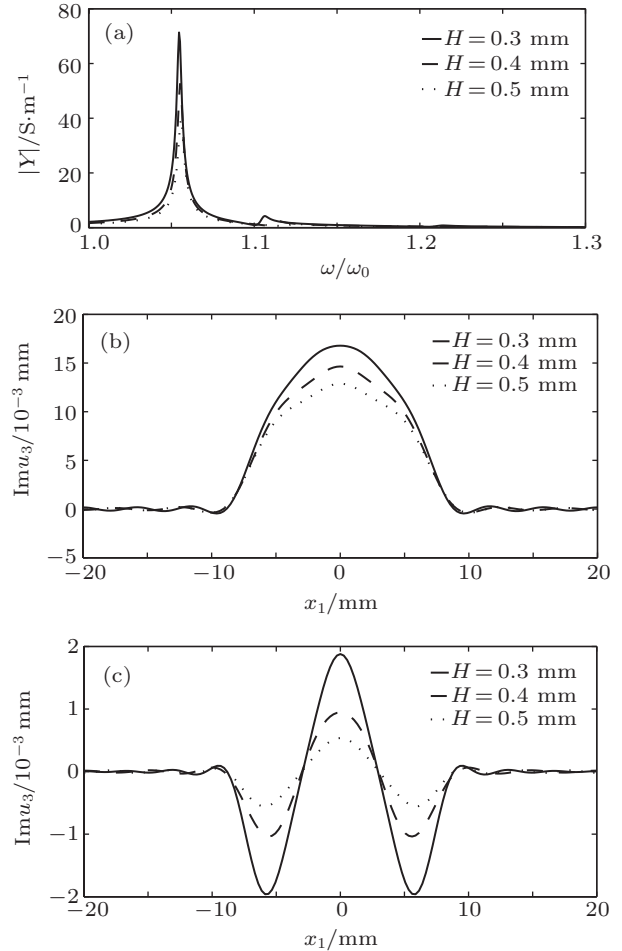 (a)
H = 0.3 mm
H = 0.4 mm
H = 0.5 mm
80
60
40
20
0
|Y|/S·m⁻¹
1.0 1.1 1.2 1.3
ω/ω₀
(b)
H = 0.3 mm
H = 0.4 mm
H = 0.5 mm
20
15
10
5
0
−5
Imu₃/10⁻³ mm
−20 −10 0 10 20
x₁/mm
(c)
H = 0.3 mm
H = 0.4 mm
H = 0.5 mm
2
1
0
−1
−2
Imu₃/10⁻³ mm
−20 −10 0 10 20
x₁/mm